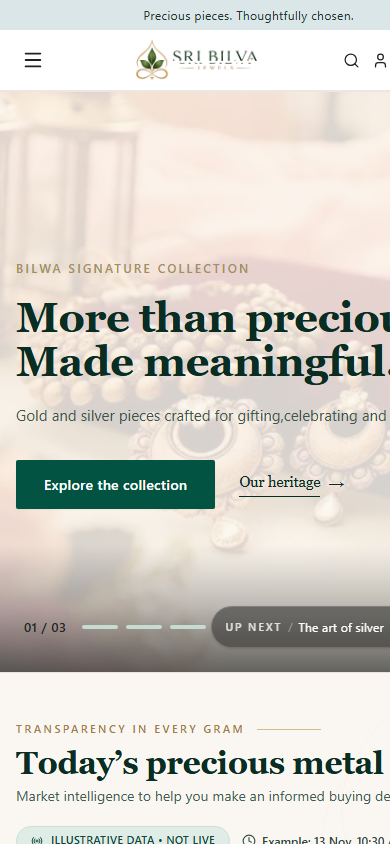 Precious pieces. Thoughtfully chosen.
SRI BILVA
JEWELS
BILWA SIGNATURE COLLECTION
More than preciou
Made meaningful.
Gold and silver pieces crafted for gifting,celebrating and
Explore the collection
Our heritage →
01 / 03
UP NEXT / The art of silver
TRANSPARENCY IN EVERY GRAM
Today’s precious metal
Market intelligence to help you make an informed buying de
ILLUSTRATIVE DATA • NOT LIVE
Example: 13 Nov, 10:30